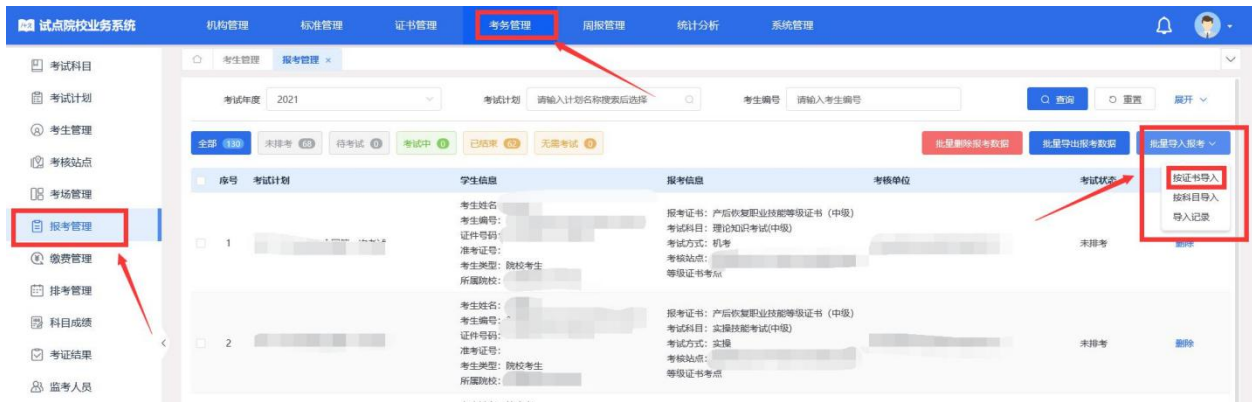 试点院校业务系统 机构管理 标准管理 证书管理 考务管理 周报管理 统计分析 系统管理
考试科目
考试计划
考生管理
考核站点
考场管理
报考管理
缴费管理
排考管理
科目成绩
考证结果
监考人员
考生管理 报考管理 ×
考试年度 2021 考试计划 请输入计划名称搜索后选择 考生编号 请输入考生编号 查询 重置 展开
全部 130 未排考 68 待考试 0 考试中 0 已结束 62 无需考试 0 批量删除报考数据 批量导出报考数据 批量导入报考
按证书导入
按科目导入
导入记录
序号 考试计划 学生信息 报考信息 考核单位 考试状态
1
考生姓名
考生编号:
证件号码:
准考证号:
考生类型: 院校考生
所属院校:
报考证书: 产后恢复职业技能等级证书 (中级)
考试科目: 理论知识考试(中级)
考试方式: 机考
考核站点:
等级证书考点
未排考 删除
2
考生姓名:
考生编号:
证件号码:
准考证号:
考生类型: 院校考生
所属院校:
报考证书: 产后恢复职业技能等级证书 (中级)
考试科目: 实操技能考试(中级)
考试方式: 实操
考核站点:
等级证书考点
未排考 删除